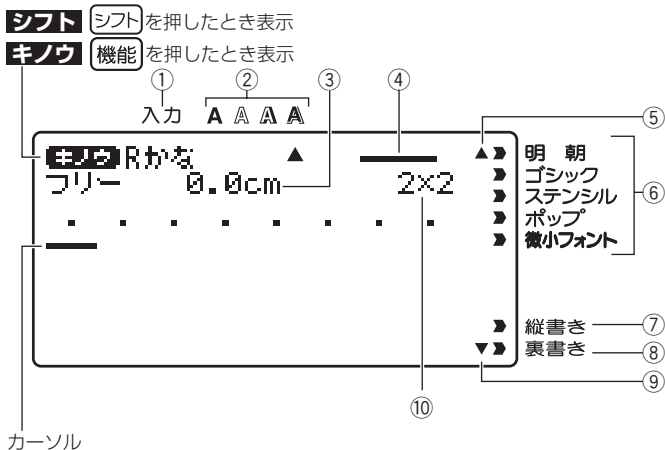 シフト シフトを押したとき表示
キノウ 機能を押したとき表示
① ② ③ ④ ⑤
入力 A A A A
キノウ Rかな ▲ ▲ 明 朝
フリー 0.0cm 2×2 ゴシック
ステンシル ⑥
ポップ
微小フォント
縦書き ⑦
▼ 裏書き ⑧
⑨
⑩
カーソル